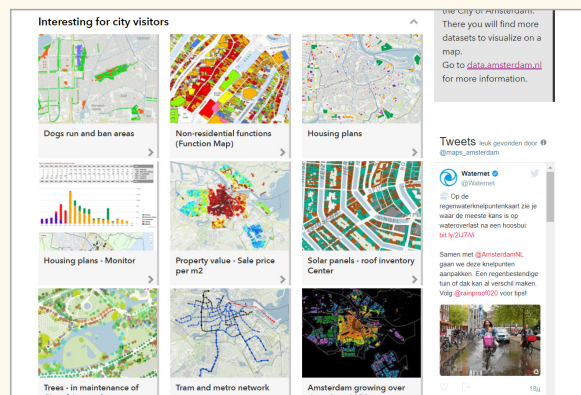 Interesting for city visitors
Dogs run and ban areas
Non-residential functions
(Function Map)
Housing plans
Housing plans - Monitor
Property value - Sale price
per m2
Solar panels - roof inventory
Center
Trees - in maintenance of
Tram and metro network
Amsterdam growing over
the City of Amsterdam.
There you will find more
datasets to visualize on a
map.
Go to data.amsterdam.nl
for more information.
Tweets leuk gevonden door
@maps_amsterdam
Waternet
@Waternet
Op de
regenwaterknelpuntenkaart zie je
waar de meeste kans is op
wateroverlast na een hoosbui:
Samen met @AmsterdamNL
gaan we deze knelpunten
aanpakken. Een regenbestendige
tuin of dak kan al verschil maken.
Volg @rainproof020 voor tips!
18u